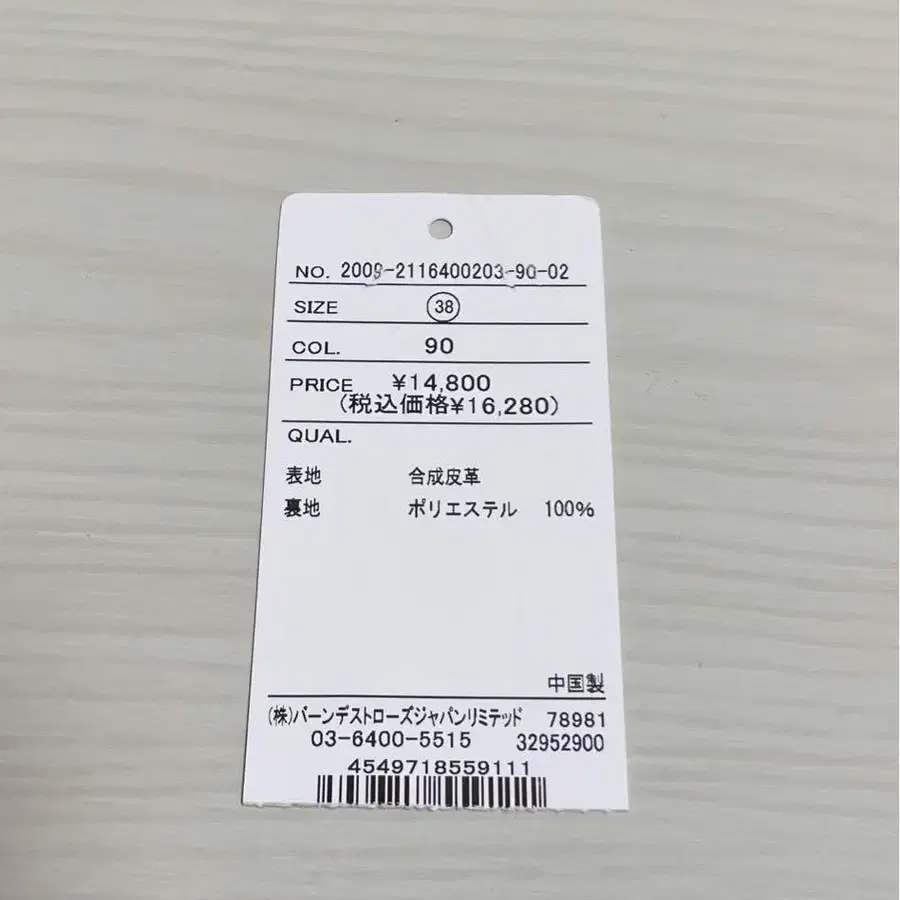 NO. 2009-2116400203-90-02
SIZE 38
COL. 90
PRICE ¥14,800
(税込価格¥16,280)
QUAL.
表地 合成皮革
裏地 ポリエステル 100%
中国製
(株)バーンデストローズジャパンリミテッド 78981
03-6400-5515 32952900
4549718559111